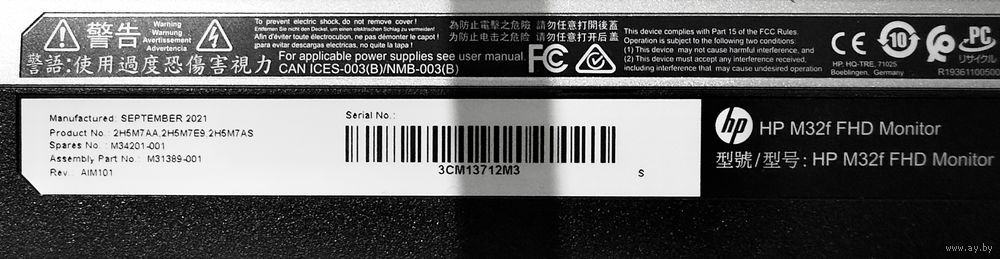 警告
Warning
Warnung
Avertissement
Advertencia
警語:使用過度恐傷害視力
To prevent electric shock, do not remove cover!
Entfernen Sie nicht den Deckel, um einen elektrischen Schlag zu vermeiden!
Afin d'éviter toute électrocution, ne pas démonter le capot !
para evitar descargas electricas, no quite la tapa!
For applicable power supplies see user manual.
CAN ICES-003(B)/NMB-003(B)
為防止電擊之危險 請勿任意打開後蓋
为防止电击之危险 请勿任意打开后盖
FC
This device complies with Part 15 of the FCC Rules.
Operation is subject to the following two conditions:
(1) This device may not cause harmful interference, and
(2) This device must accept any interference received,
including interference that may cause undesired operation
CE
10
HP, HQ-TRE, 71025
Boeblingen, Germany
PC
リサイクル
R19361100500
Manufactured: SEPTEMBER 2021
Product No.: 2H5M7AA,2H5M7E9,2H5M7AS
Spares No.: M34201-001
Assembly Part No.: M31389-001
Rev.: AIM101
Serial No.:
3CM13712M3
S
hp
HP M32f FHD Monitor
型號/型号: HP M32f FHD Monitor
www.ay.by